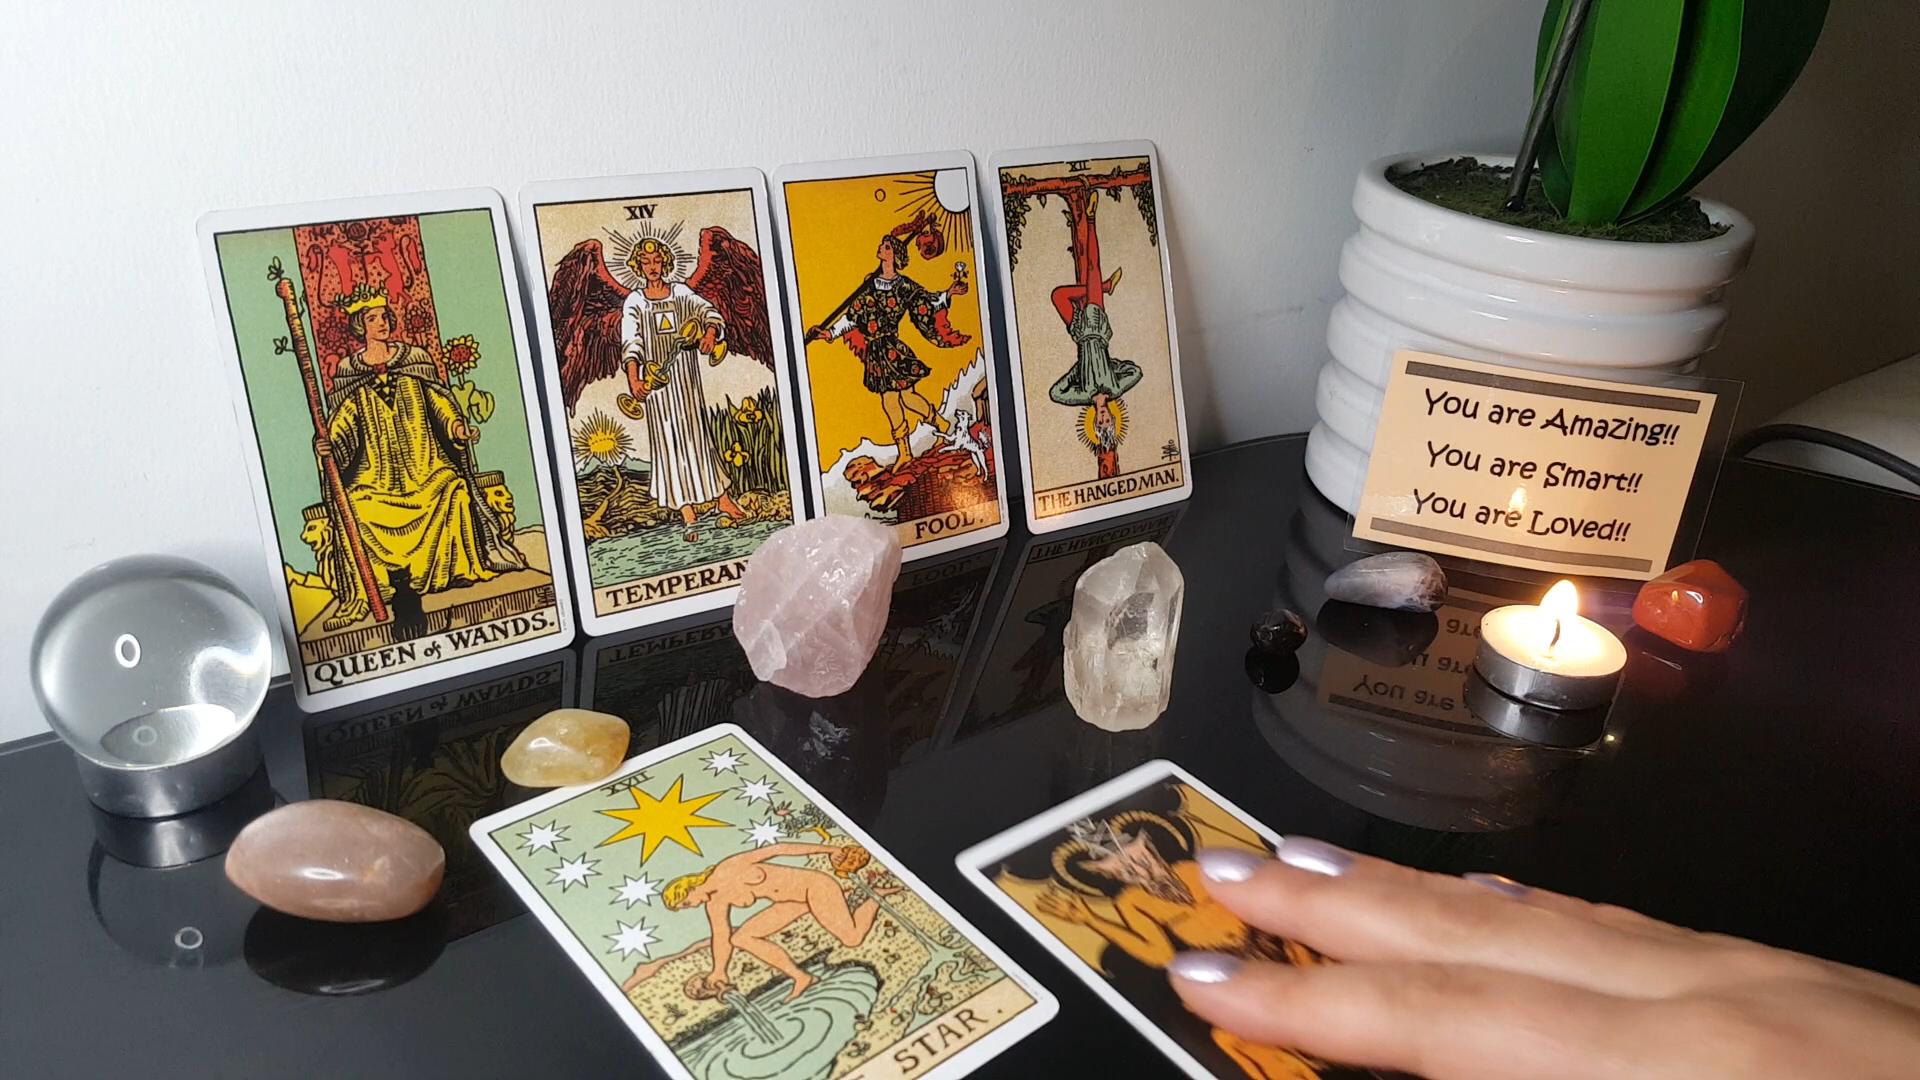 XIV
XII
QUEEN of WANDS.
TEMPERAN
FOOL.
THE HANGED MAN.
You are Amazing!!
You are Smart!!
You are Loved!!
XVII
STAR.